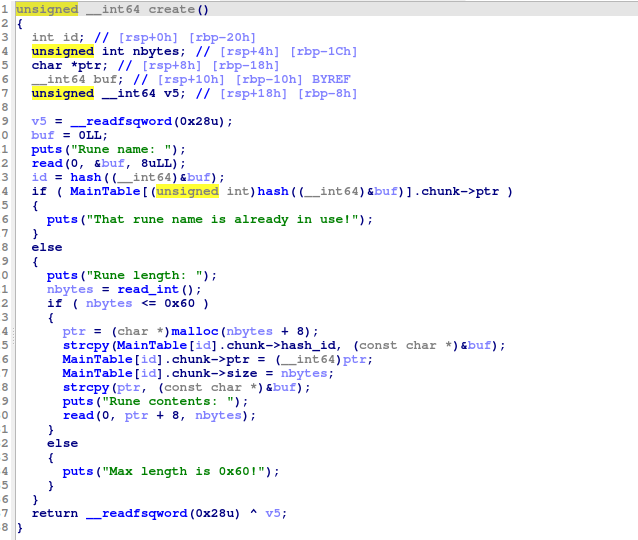 1 unsigned __int64 create()
2 {
3 int id; // [rsp+0h] [rbp-20h]
4 unsigned int nbytes; // [rsp+4h] [rbp-1Ch]
5 char *ptr; // [rsp+8h] [rbp-18h]
6 __int64 buf; // [rsp+10h] [rbp-10h] BYREF
7 unsigned __int64 v5; // [rsp+18h] [rbp-8h]
8
9 v5 = __readfsqword(0x28u);
0 buf = 0LL;
1 puts("Rune name: ");
2 read(0, &buf, 8uLL);
3 id = hash((__int64)&buf);
4 if ( MainTable[(unsigned int)hash((__int64)&buf)].chunk->ptr )
5 {
6 puts("That rune name is already in use!");
7 }
8 else
9 {
0 puts("Rune length: ");
1 nbytes = read_int();
2 if ( nbytes <= 0x60 )
3 {
4 ptr = (char *)malloc(nbytes + 8);
5 strcpy(MainTable[id].chunk->hash_id, (const char *)&buf);
6 MainTable[id].chunk->ptr = (__int64)ptr;
7 MainTable[id].chunk->size = nbytes;
8 strcpy(ptr, (const char *)&buf);
9 puts("Rune contents: ");
0 read(0, ptr + 8, nbytes);
1 }
2 else
3 {
4 puts("Max length is 0x60!");
5 }
6 }
7 return __readfsqword(0x28u) ^ v5;
8 }